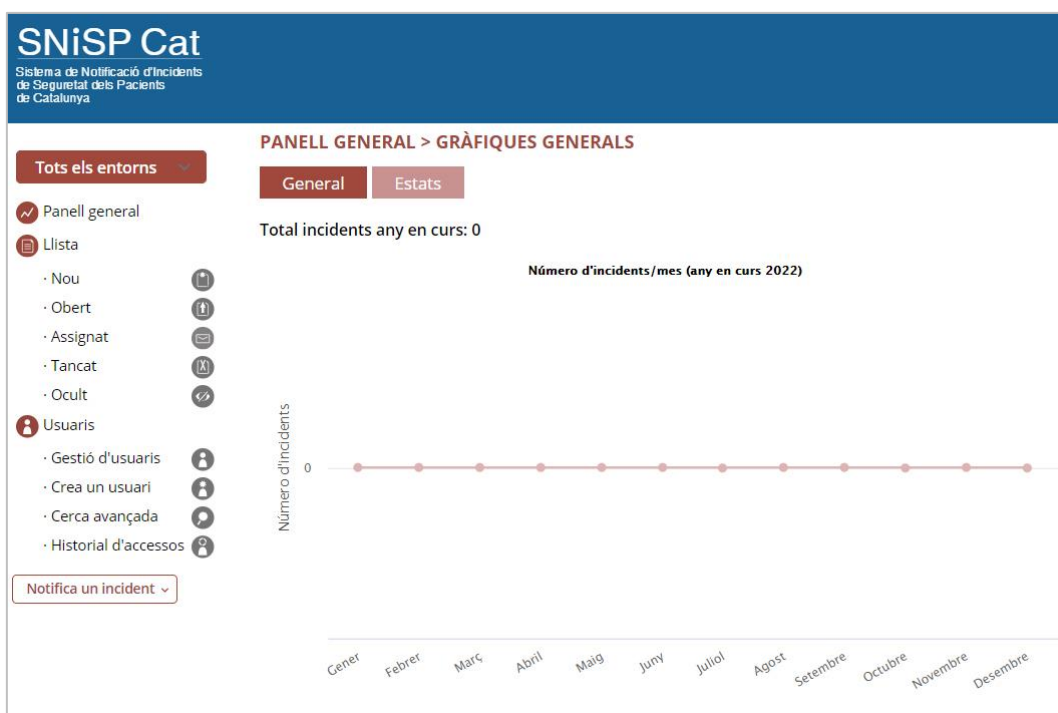 SNiSP Cat
Sistema de Notificació d'Incidents
de Seguretat dels Pacients
de Catalunya
Tots els entorns
Panell general
Llista
· Nou
· Obert
· Assignat
· Tancat
· Ocult
Usuaris
· Gestió d'usuaris
· Crea un usuari
· Cerca avançada
· Historial d'accessos
Notifica un incident
PANELL GENERAL > GRÀFIQUES GENERALS
General Estats
Total incidents any en curs: 0
Número d'incidents/mes (any en curs 2022)
Número d'Incidents
0
Gener Febrer Març Abril Maig Juny Juliol Agost Setembre Octubre Novembre Desembre